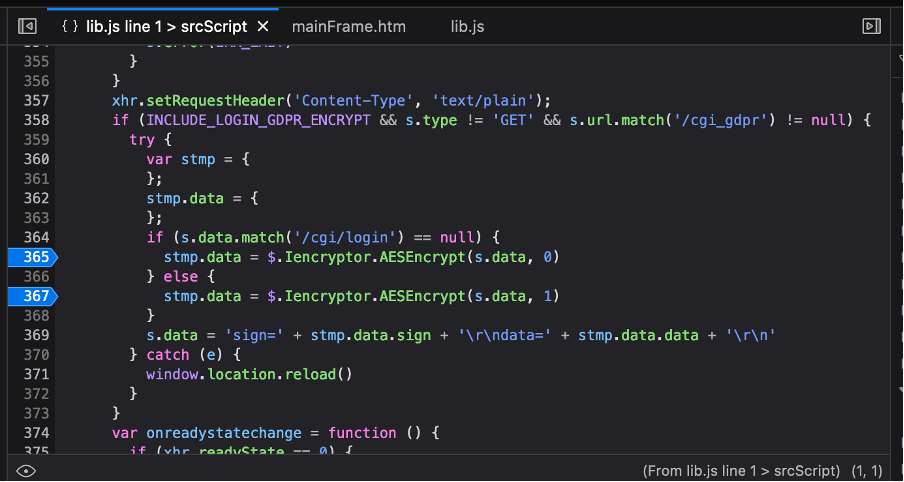 { } lib.js line 1 > srcScript × mainFrame.htm lib.js
355 }
356 }
357 xhr.setRequestHeader('Content-Type', 'text/plain');
358 if (INCLUDE_LOGIN_GDPR_ENCRYPT && s.type != 'GET' && s.url.match('/cgi_gdpr') != null) {
359 try {
360 var stmp = {
361 };
362 stmp.data = {
363 };
364 if (s.data.match('/cgi/login') == null) {
365 stmp.data = $.Iencryptor.AESEncrypt(s.data, 0)
366 } else {
367 stmp.data = $.Iencryptor.AESEncrypt(s.data, 1)
368 }
369 s.data = 'sign=' + stmp.data.sign + '\r\ndata=' + stmp.data.data + '\r\n'
370 } catch (e) {
371 window.location.reload()
372 }
373 }
374 var onreadystatechange = function () {
375 if (xhr.readyState == 0) {
(From lib.js line 1 > srcScript) (1, 1)